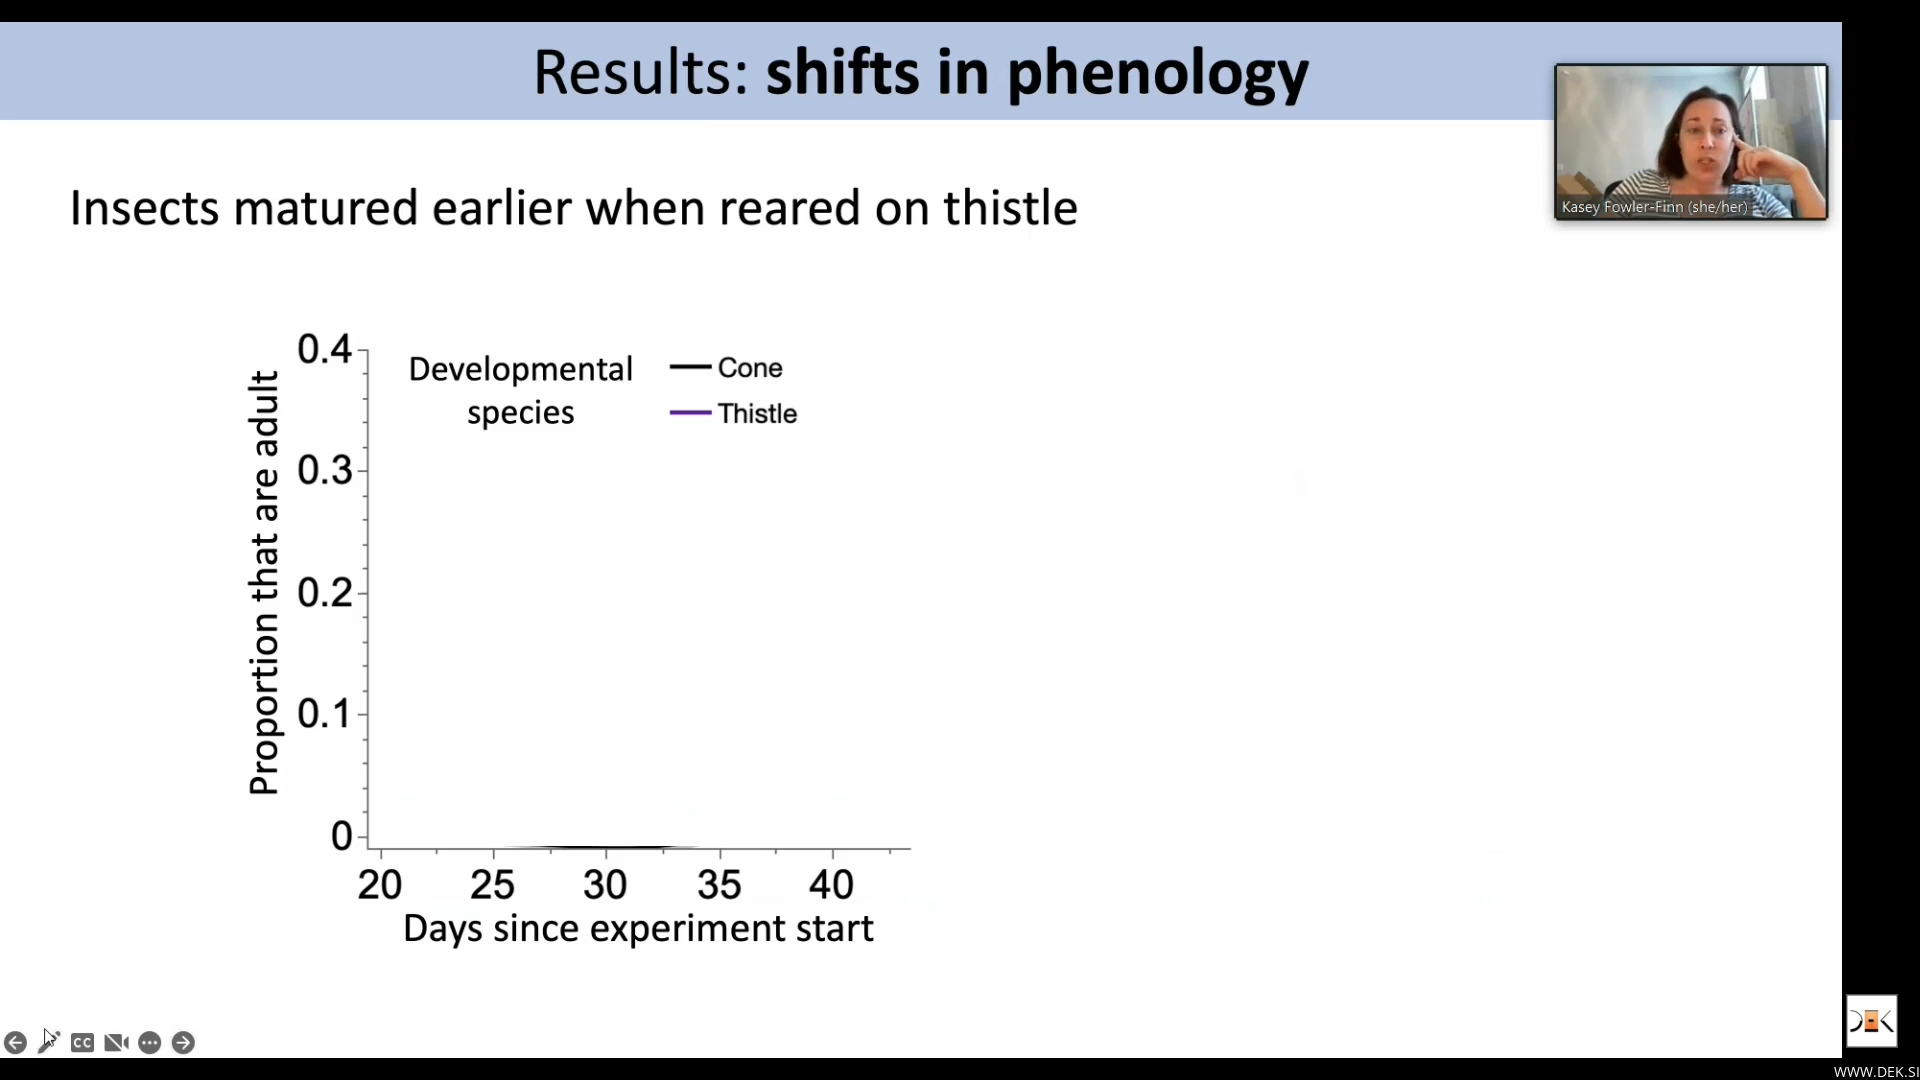 Results: shifts in phenology
Kasey Fowler-Finn (she/her)
Insects matured earlier when reared on thistle
Proportion that are adult
0.4
0.3
0.2
0.1
0
Developmental
species
Cone
Thistle
20 25 30 35 40
Days since experiment start
CC
WWW.DEK.SI